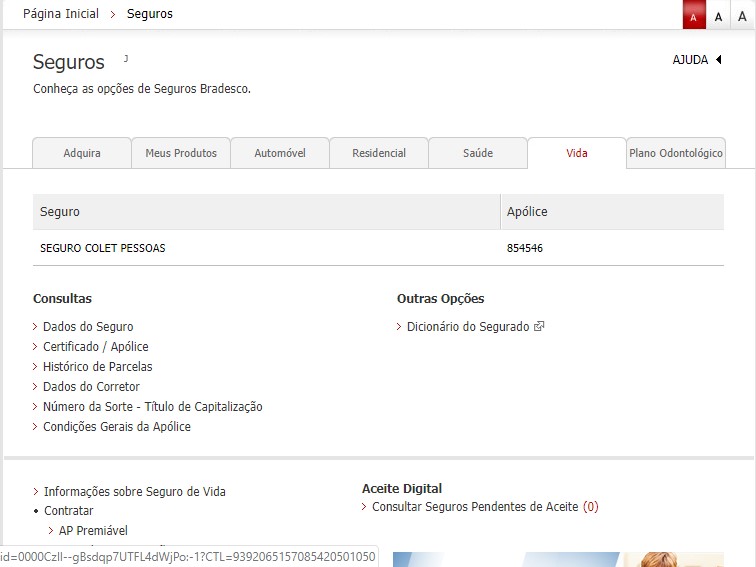 Página Inicial > Seguros
A A A
Seguros J
AJUDA
Conheça as opções de Seguros Bradesco.
Adquira Meus Produtos Automóvel Residencial Saúde Vida Plano Odontológico
Seguro Apólice
SEGURO COLET PESSOAS 854546
Consultas
Dados do Seguro
Certificado / Apólice
Histórico de Parcelas
Dados do Corretor
Número da Sorte - Título de Capitalização
Condições Gerais da Apólice
Outras Opções
Dicionário do Segurado
Informações sobre Seguro de Vida
Contratar
AP Premiável
Aceite Digital
Consultar Seguros Pendentes de Aceite (0)
id=0000CzlI--gBsdqp7UTFL4dWjPo:-1?CTL=939206515708542050105​0